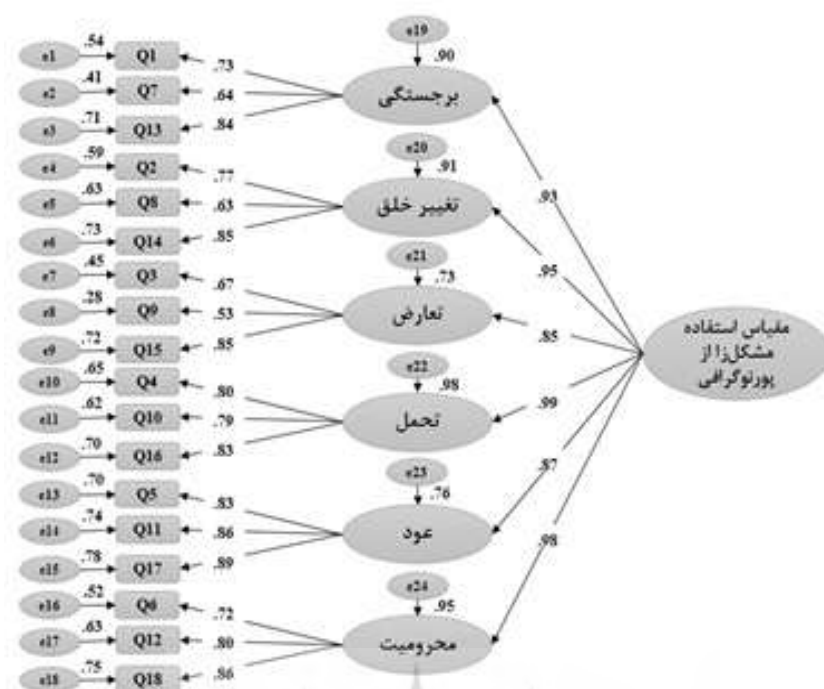 e19
.90
e1 .54 Q1 .73
e2 .41 Q7 .64 برجستگی
e3 .71 Q13 .84
e20
.91
e4 .59 Q2 .77 .93
e5 .63 Q8 .63 تغییر خلق
e6 .73 Q14 .85
e21
.95
e7 .45 Q3 .67 .73
e8 .28 Q9 .53 تعارض .85
e9 .72 Q15 .85
مقیاس استفاده
مشکل‌زا از
پورنوگرافی
e22
.98
e10 .65 Q4 .80
e11 .62 Q10 .79 تحمل .99
e12 .70 Q16 .83
e23
.76 .87
e13 .70 Q5 .83
e14 .74 Q11 .86 عود
e15 .78 Q17 .89
.98
e24
.95
e16 .52 Q6 .72
e17 .63 Q12 .80 محرومیت
e18 .75 Q18 .86